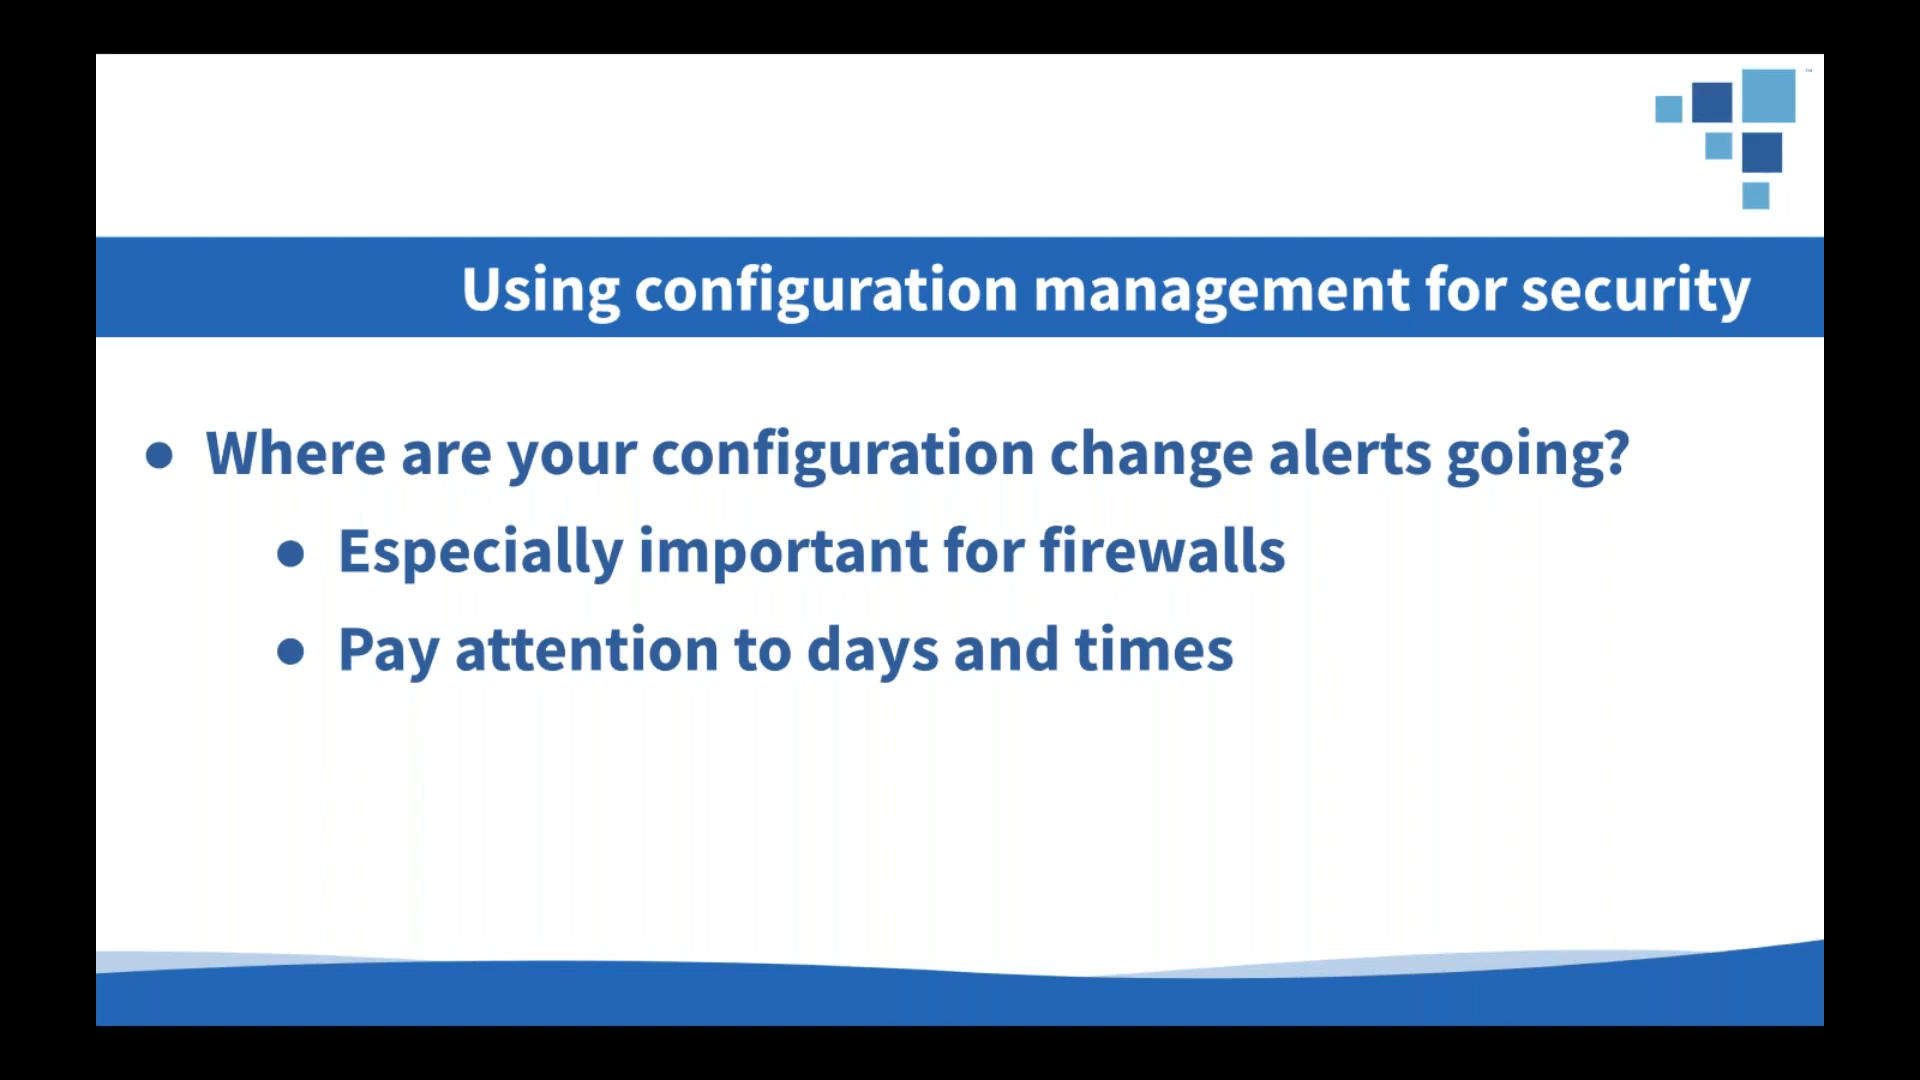 Using configuration management for security
● Where are your configuration change alerts going?
● Especially important for firewalls
● Pay attention to days and times